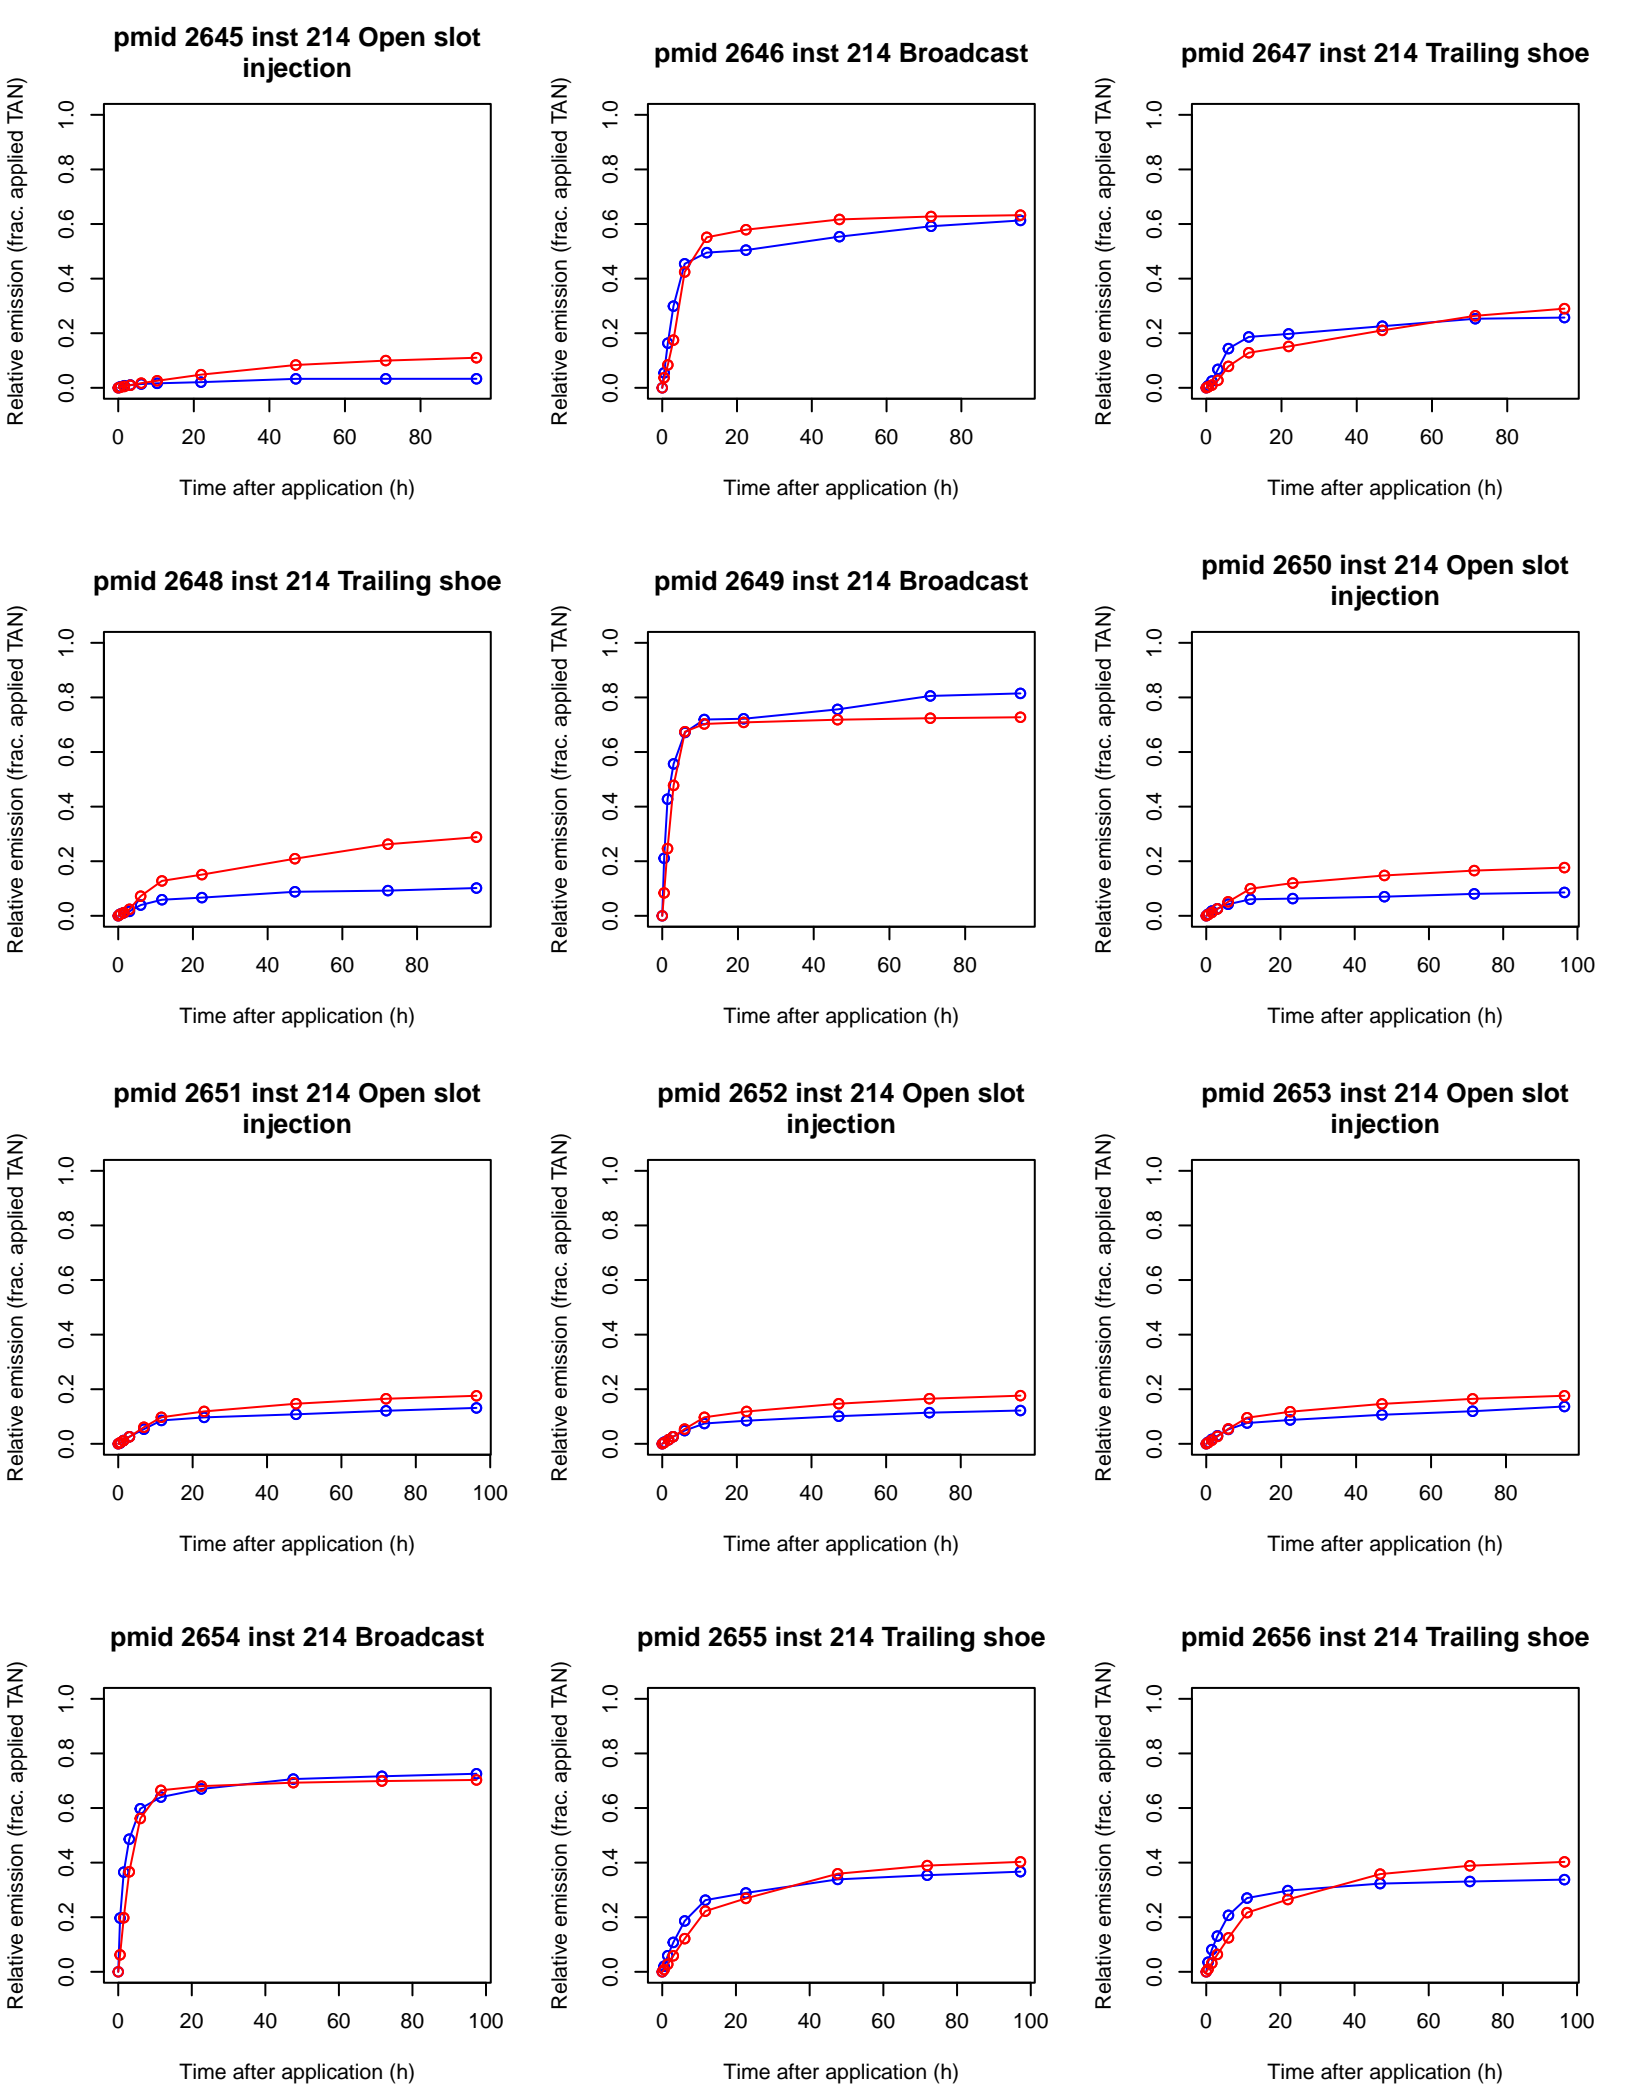 pmid 2645 inst 214 Open slot
injection
Relative emission (frac. applied TAN)
0.0 0.2 0.4 0.6 0.8 1.0
0 20 40 60 80
Time after application (h)
pmid 2646 inst 214 Broadcast
Relative emission (frac. applied TAN)
0.0 0.2 0.4 0.6 0.8 1.0
0 20 40 60 80
Time after application (h)
pmid 2647 inst 214 Trailing shoe
Relative emission (frac. applied TAN)
0.0 0.2 0.4 0.6 0.8 1.0
0 20 40 60 80
Time after application (h)
pmid 2648 inst 214 Trailing shoe
Relative emission (frac. applied TAN)
0.0 0.2 0.4 0.6 0.8 1.0
0 20 40 60 80
Time after application (h)
pmid 2649 inst 214 Broadcast
Relative emission (frac. applied TAN)
0.0 0.2 0.4 0.6 0.8 1.0
0 20 40 60 80
Time after application (h)
pmid 2650 inst 214 Open slot
injection
Relative emission (frac. applied TAN)
0.0 0.2 0.4 0.6 0.8 1.0
0 20 40 60 80 100
Time after application (h)
pmid 2651 inst 214 Open slot
injection
Relative emission (frac. applied TAN)
0.0 0.2 0.4 0.6 0.8 1.0
0 20 40 60 80 100
Time after application (h)
pmid 2652 inst 214 Open slot
injection
Relative emission (frac. applied TAN)
0.0 0.2 0.4 0.6 0.8 1.0
0 20 40 60 80
Time after application (h)
pmid 2653 inst 214 Open slot
injection
Relative emission (frac. applied TAN)
0.0 0.2 0.4 0.6 0.8 1.0
0 20 40 60 80
Time after application (h)
pmid 2654 inst 214 Broadcast
Relative emission (frac. applied TAN)
0.0 0.2 0.4 0.6 0.8 1.0
0 20 40 60 80 100
Time after application (h)
pmid 2655 inst 214 Trailing shoe
Relative emission (frac. applied TAN)
0.0 0.2 0.4 0.6 0.8 1.0
0 20 40 60 80 100
Time after application (h)
pmid 2656 inst 214 Trailing shoe
Relative emission (frac. applied TAN)
0.0 0.2 0.4 0.6 0.8 1.0
0 20 40 60 80 100
Time after application (h)